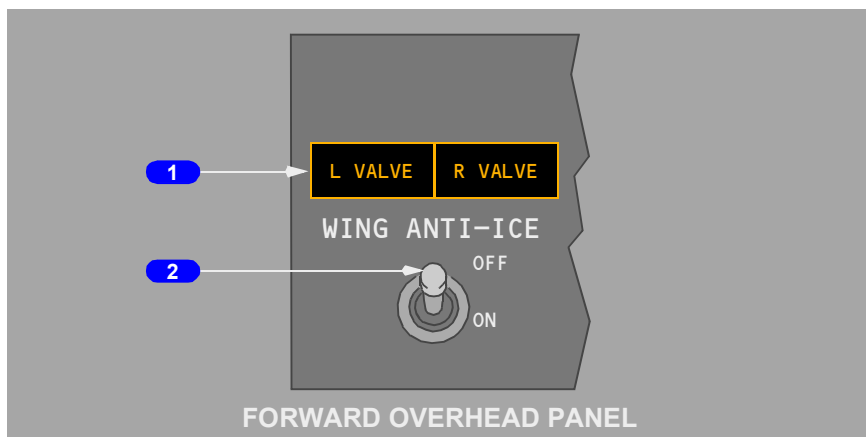 1
L VALVE R VALVE
WING ANTI-ICE
2
OFF
ON
FORWARD OVERHEAD PANEL